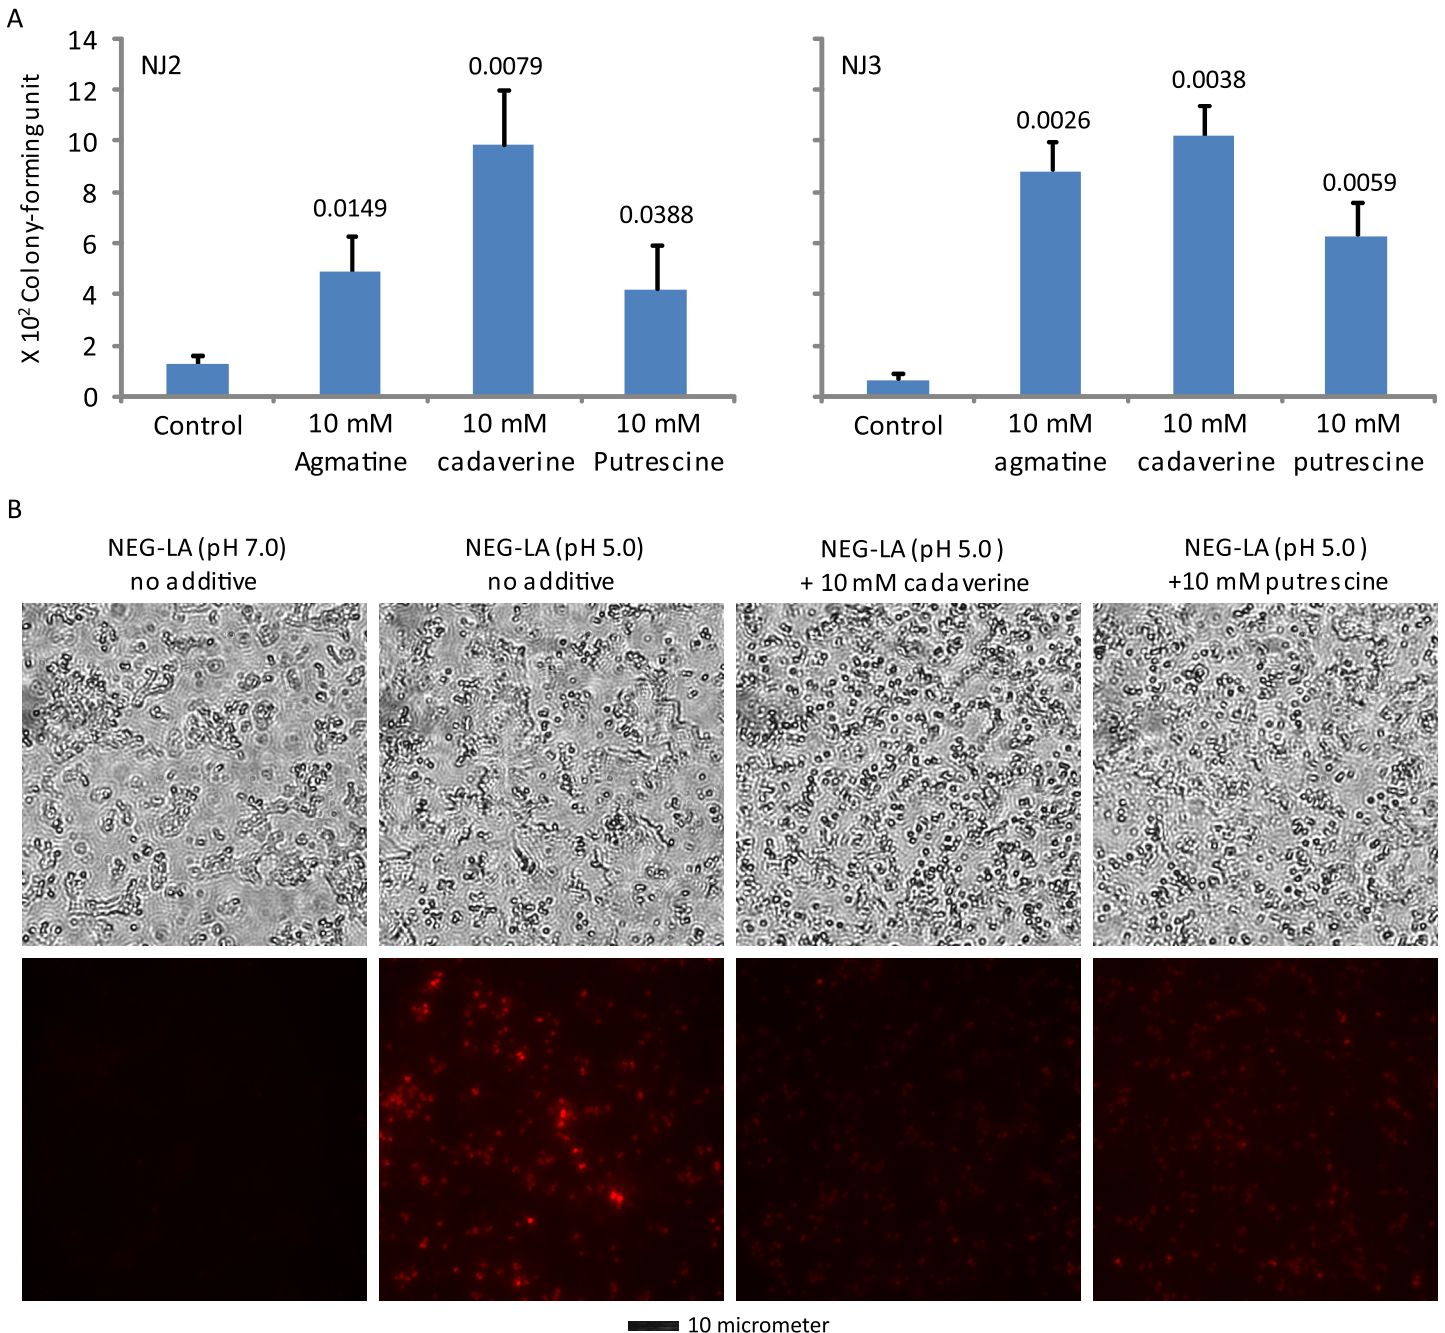 A
NJ2
NJ3
X 10² Colony-forming unit
14
12
10
8
6
4
2
0
0.0149
0.0079
0.0388
0.0026
0.0038
0.0059
Control
10 mM
Agmatine
10 mM
cadaverine
10 mM
Putrescine
Control
10 mM
agmatine
10 mM
cadaverine
10 mM
putrescine
B
NEG-LA (pH 7.0)
no additive
NEG-LA (pH 5.0)
no additive
NEG-LA (pH 5.0 )
+ 10 mM cadaverine
NEG-LA (pH 5.0 )
+10 mM putrescine
10 micrometer